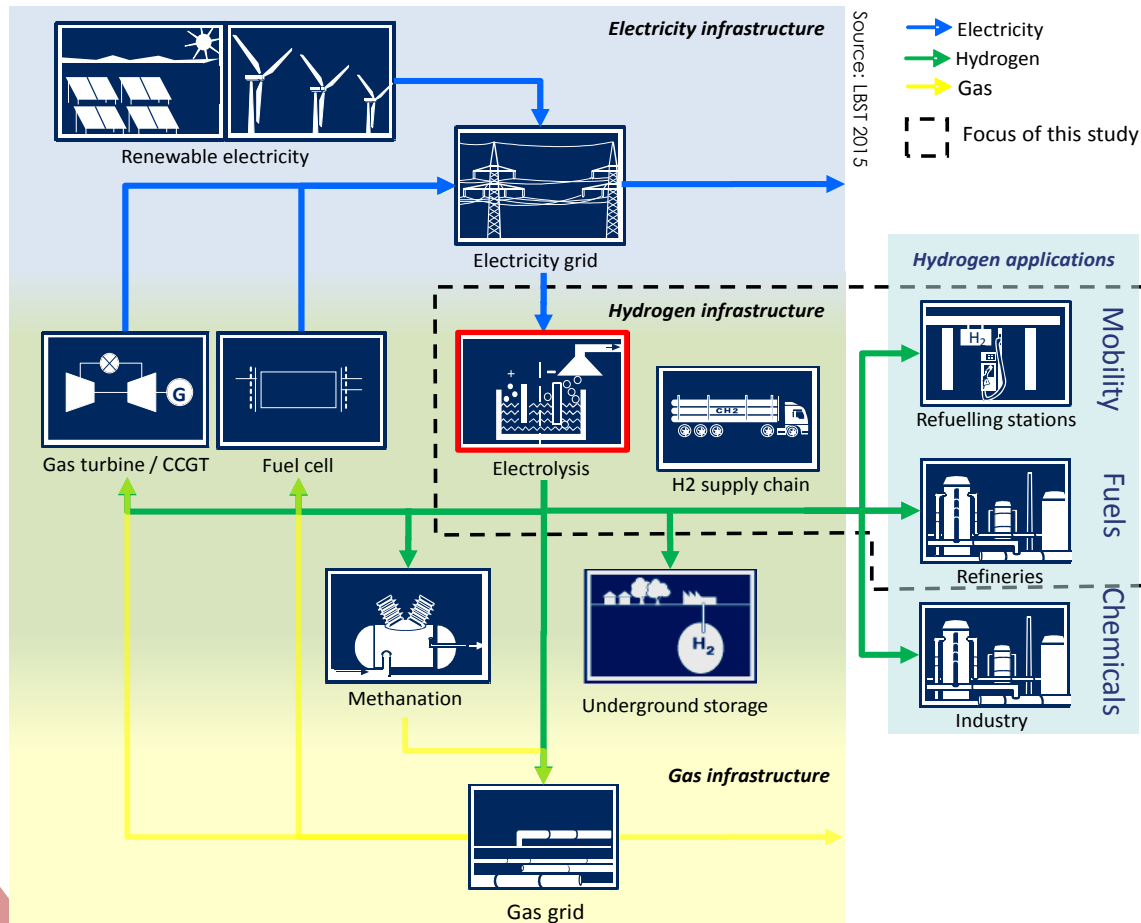 Electricity infrastructure
Source: LBST 2015
Electricity
Hydrogen
Gas
Focus of this study
Renewable electricity
Electricity grid
Hydrogen applications
Hydrogen infrastructure
G
Gas turbine / CCGT
Fuel cell
+
-
Electrolysis
CH2
H2 supply chain
H2
Refuelling stations
Mobility
Refineries
Fuels
Methanation
H2
Underground storage
Industry
Chemicals
Gas infrastructure
Gas grid